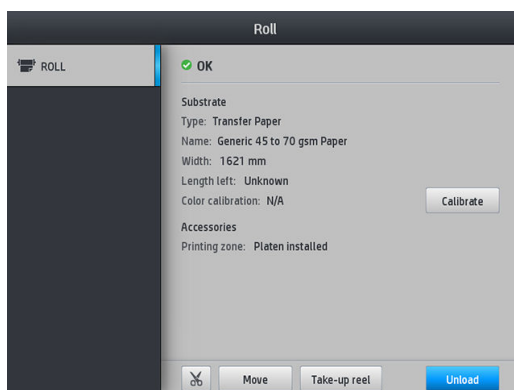 Roll
ROLL
OK
Substrate
Type: Transfer Paper
Name: Generic 45 to 70 gsm Paper
Width: 1621 mm
Length left: Unknown
Color calibration: N/A
Calibrate
Accessories
Printing zone: Platen installed
Move
Take-up reel
Unload